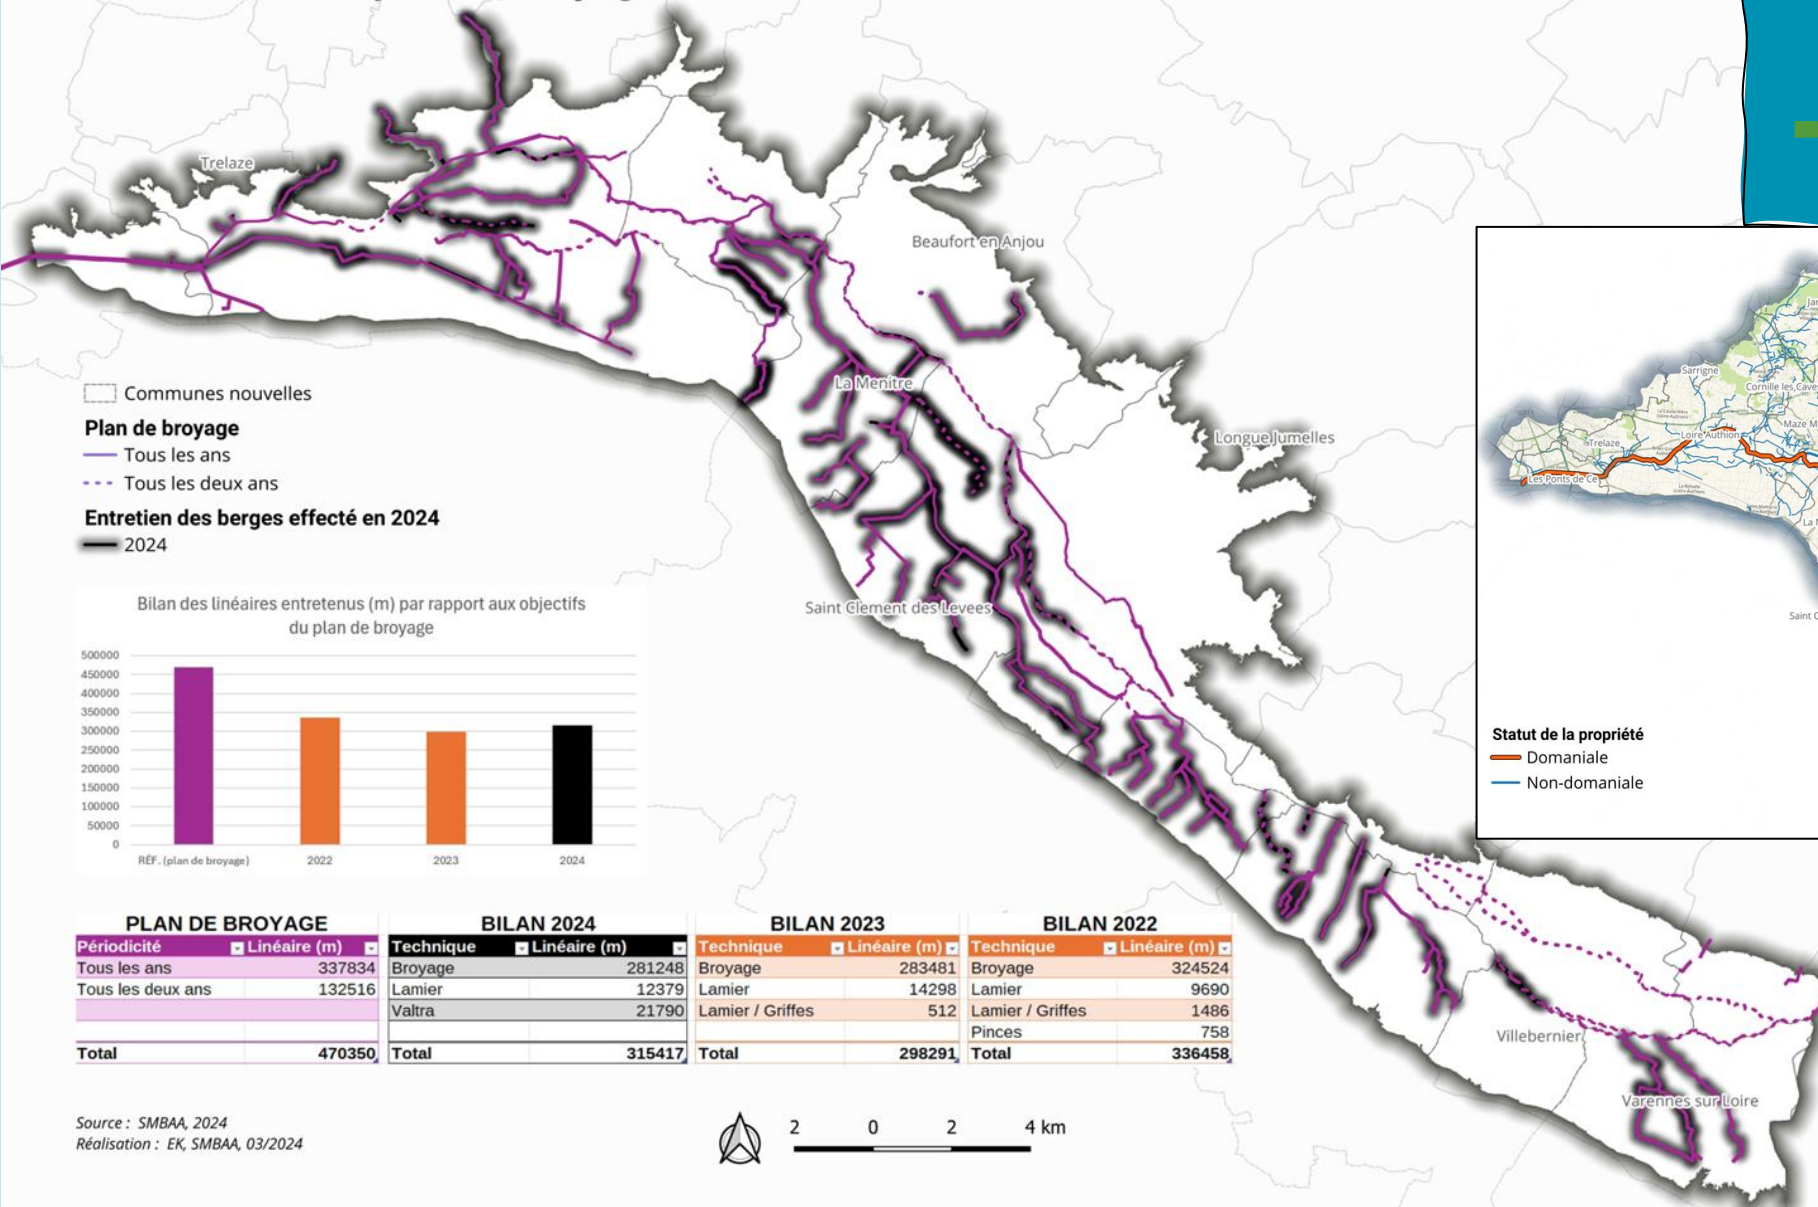 Trelaze
Beaufort en Anjou
La Menitre
Longue Jumelles
Saint Clement des Levees
Villebernier
Varennes sur Loire
Communes nouvelles
Plan de broyage
Tous les ans
Tous les deux ans
Entretien des berges effecté en 2024
2024
Bilan des linéaires entretenus (m) par rapport aux objectifs
du plan de broyage
500000
450000
400000
350000
300000
250000
200000
150000
100000
50000
0
RÉF. (plan de broyage) 2022 2023 2024
PLAN DE BROYAGE BILAN 2024 BILAN 2023 BILAN 2022
Périodicité Linéaire (m) Technique Linéaire (m) Technique Linéaire (m) Technique Linéaire (m)
Tous les ans 337834 Broyage 281248 Broyage 283481 Broyage 324524
Tous les deux ans 132516 Lamier 12379 Lamier 14298 Lamier 9690
Valtra 21790 Lamier / Griffes 512 Lamier / Griffes 1486
Pinces 758
Total 470350 Total 315417 Total 298291 Total 336458
Source : SMBAA, 2024
Réalisation : EK, SMBAA, 03/2024
2 0 2 4 km
Sarrigne
Cornille les Cave
Maze M
Trelaze
Loire Authion
Les Ponts de Ce
La M
Saint C
Statut de la propriété
Domaniale
Non-domaniale